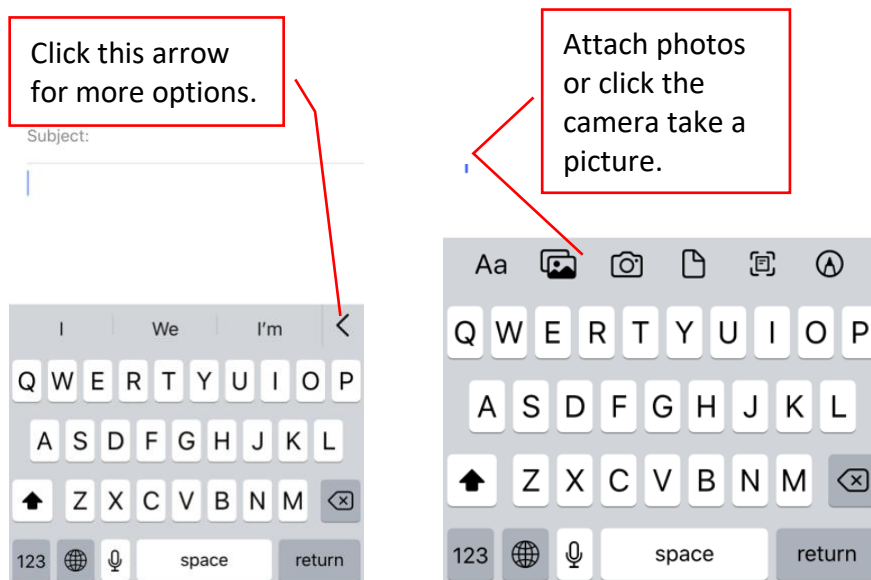 Click this arrow
for more options.
Subject:
I We I'm
Q W E R T Y U I O P
A S D F G H J K L
Z X C V B N M
123 space return
Attach photos
or click the
camera take a
picture.
Aa
Q W E R T Y U I O P
A S D F G H J K L
Z X C V B N M
123 space return